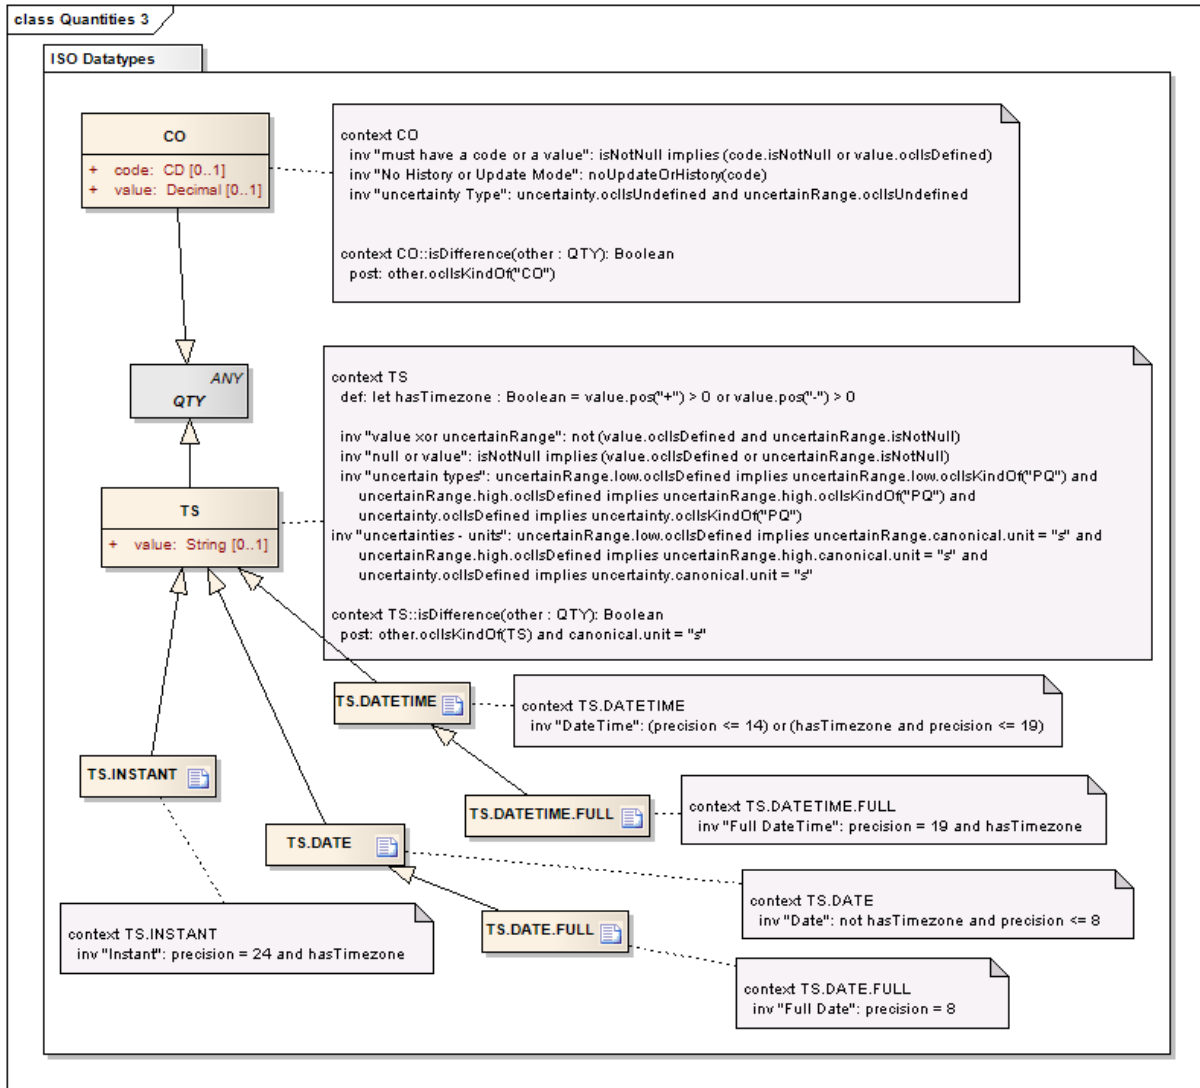 class Quantities 3
ISO Datatypes
CO
+ code: CD [0..1]
+ value: Decimal [0..1]
context CO
inv "must have a code or a value": isNotNull implies (code.isNotNull or value.oclIsDefined)
inv "No History or Update Mode": noUpdateOrHistory(code)
inv "uncertainty Type": uncertainty.oclIsUndefined and uncertainRange.oclIsUndefined
context CO::isDifference(other : QTY): Boolean
post: other.oclIsKindOf("CO")
ANY
QTY
context TS
def: let hasTimezone : Boolean = value.pos("+") > 0 or value.pos("-") > 0
inv "value xor uncertainRange": not (value.oclIsDefined and uncertainRange.isNotNull)
inv "null or value": isNotNull implies (value.oclIsDefined or uncertainRange.isNotNull)
inv "uncertain types": uncertainRange.low.oclIsDefined implies uncertainRange.low.oclIsKindOf("PQ") and
uncertainRange.high.oclIsDefined implies uncertainRange.high.oclIsKindOf("PQ") and
uncertainty.oclIsDefined implies uncertainty.oclIsKindOf("PQ")
inv "uncertainties - units": uncertainRange.low.oclIsDefined implies uncertainRange.canonical.unit = "s" and
uncertainRange.high.oclIsDefined implies uncertainRange.high.canonical.unit = "s" and
uncertainty.oclIsDefined implies uncertainty.canonical.unit = "s"
context TS::isDifference(other : QTY): Boolean
post: other.oclIsKindOf(TS) and canonical.unit = "s"
TS
+ value: String [0..1]
TS.DATETIME
context TS.DATETIME
inv "DateTime": (precision <= 14) or (hasTimezone and precision <= 19)
TS.INSTANT
TS.DATETIME.FULL
context TS.DATETIME.FULL
inv "Full DateTime": precision = 19 and hasTimezone
TS.DATE
context TS.DATE
inv "Date": not hasTimezone and precision <= 8
TS.DATE.FULL
context TS.INSTANT
inv "Instant": precision = 24 and hasTimezone
context TS.DATE.FULL
inv "Full Date": precision = 8